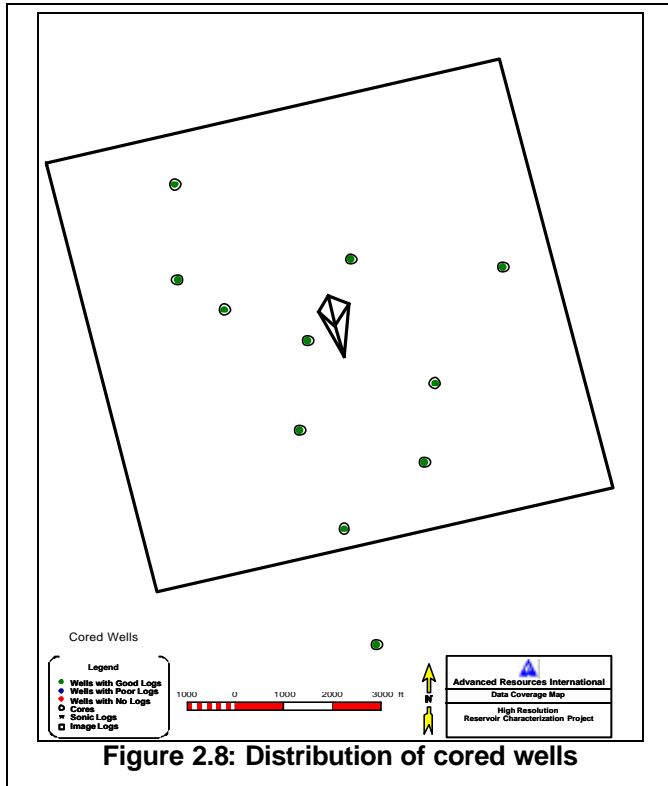 Cored Wells
Legend
Wells with Good Logs
Wells with Poor Logs
Wells with No Logs
Cores
Sonic Logs
Image Logs
1000 0 1000 2000 3000 ft
N
Advanced Resources International
Data Coverage Map
High Resolution
Reservoir Characterization Project
Figure 2.8: Distribution of cored wells